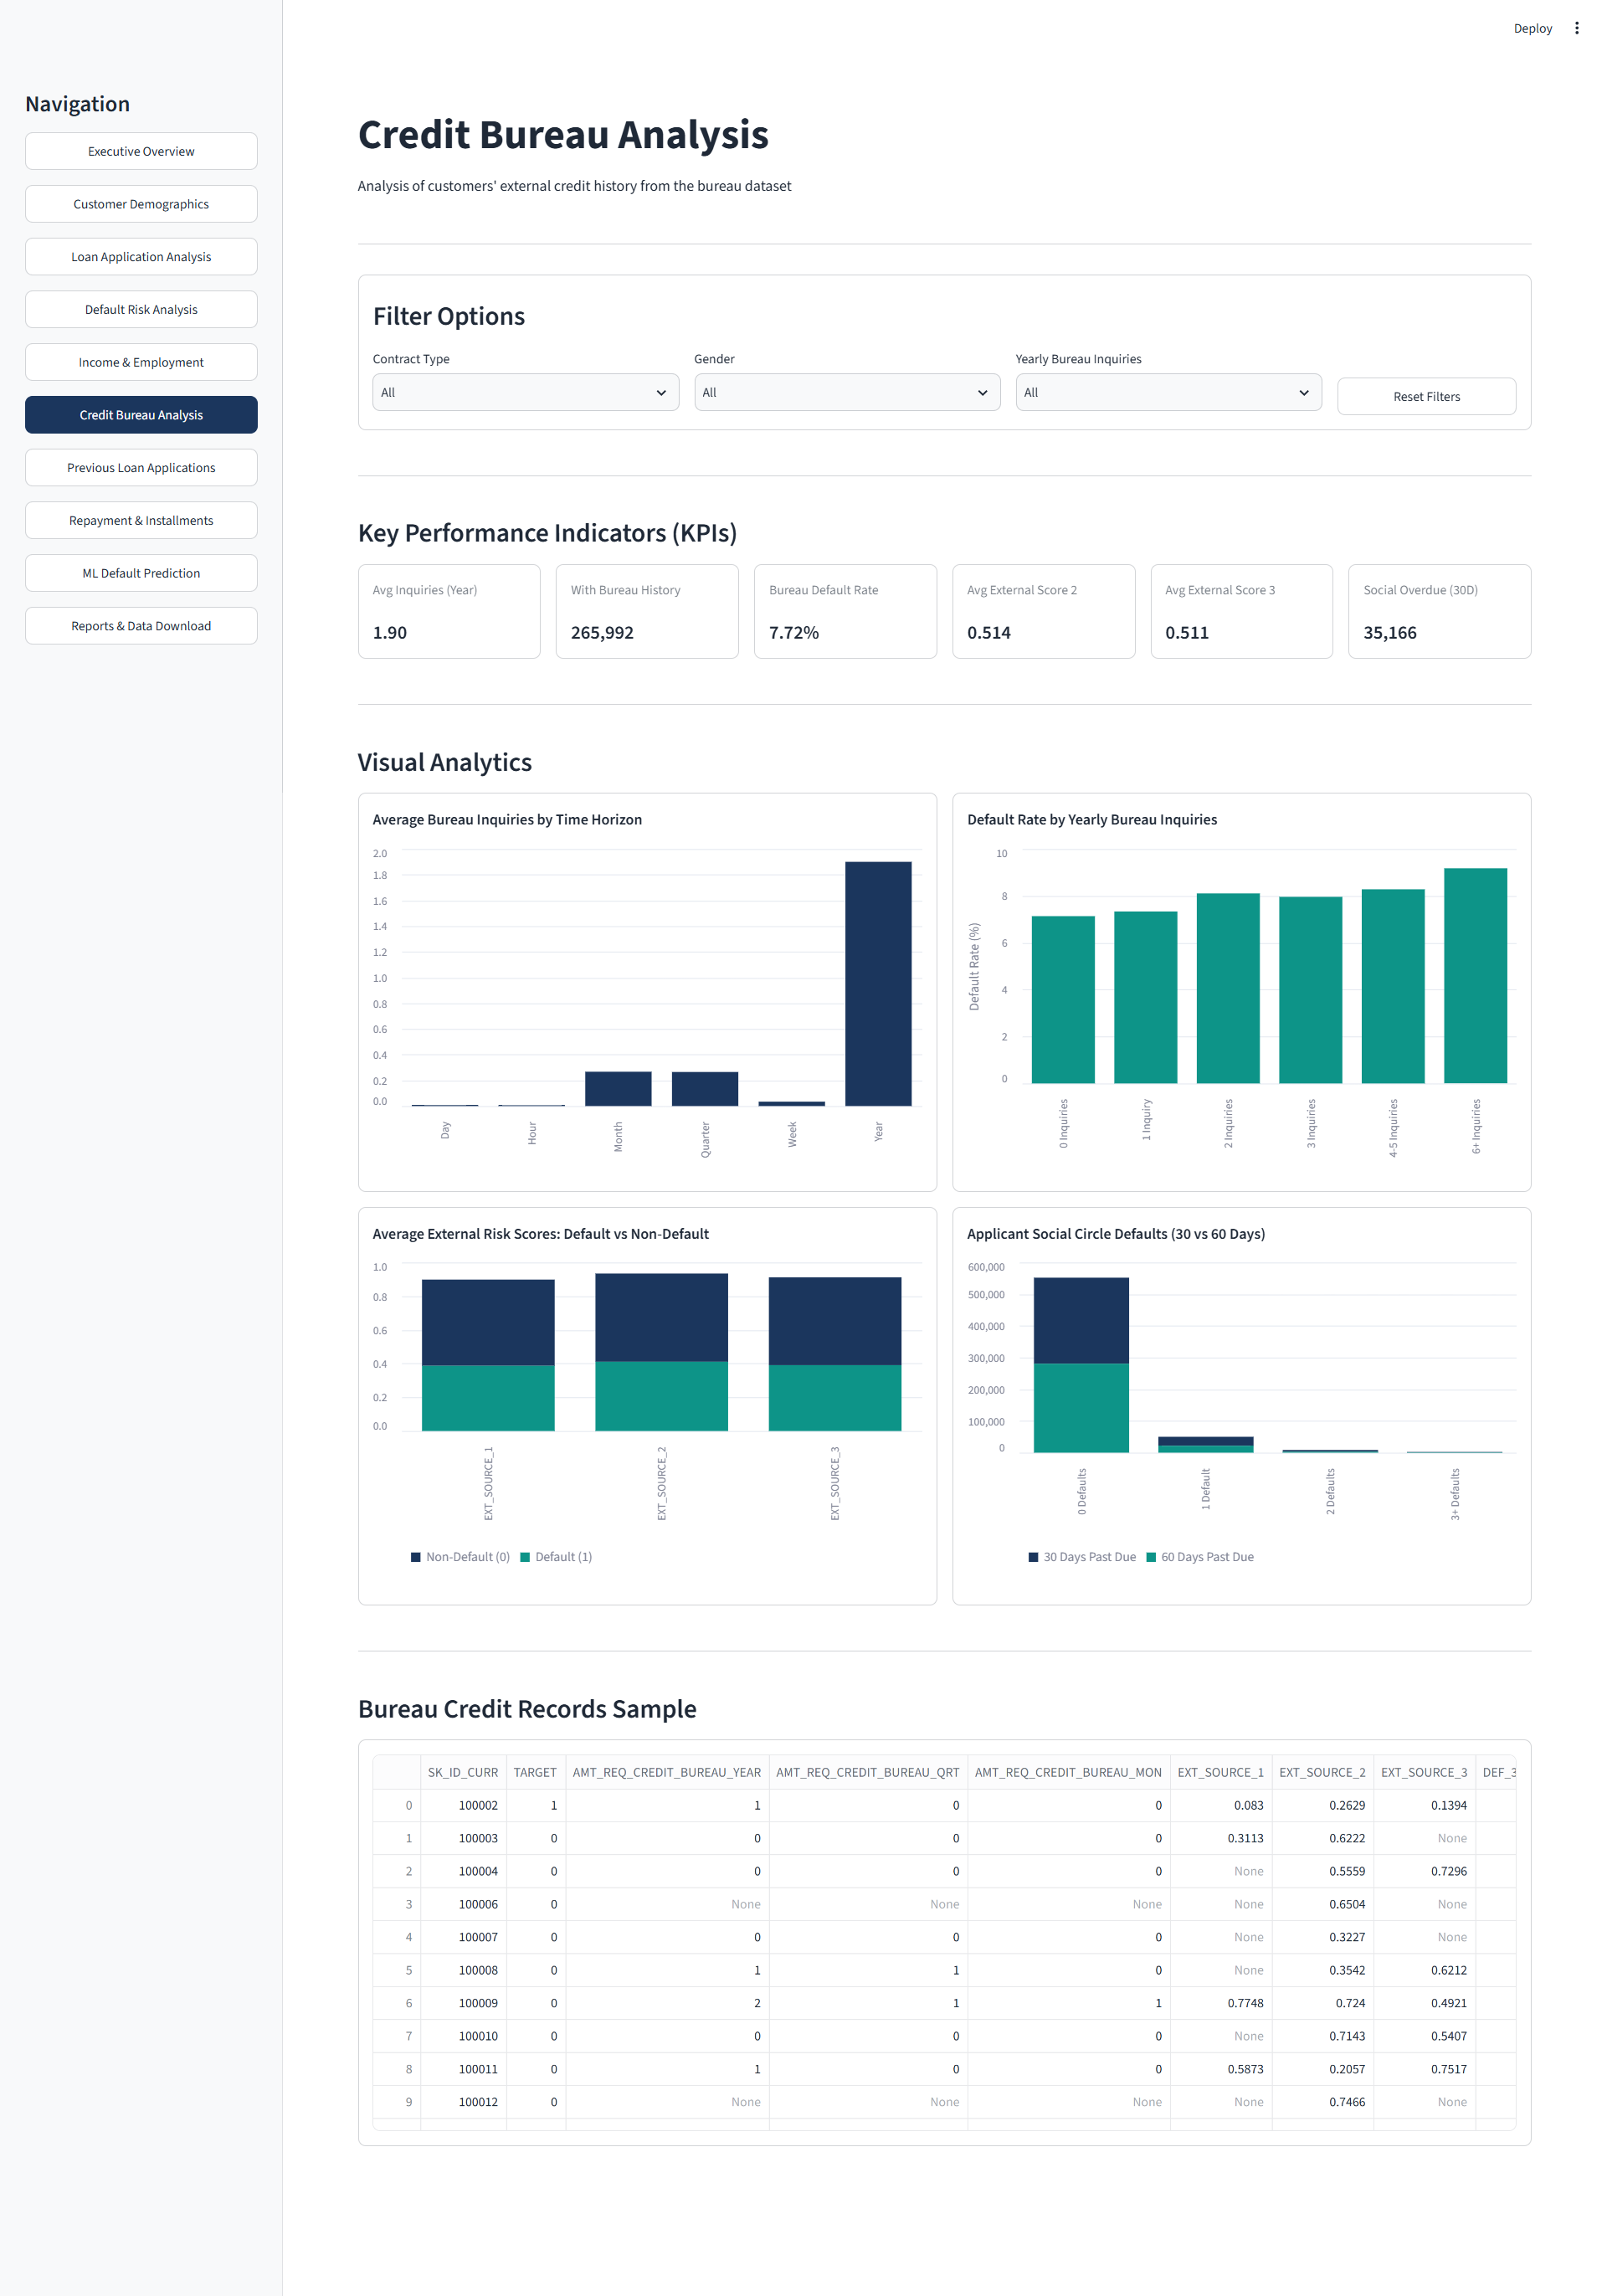 Deploy
Navigation
Executive Overview
Customer Demographics
Loan Application Analysis
Default Risk Analysis
Income & Employment
Credit Bureau Analysis
Previous Loan Applications
Repayment & Installments
ML Default Prediction
Reports & Data Download
Credit Bureau Analysis
Analysis of customers' external credit history from the bureau dataset
Filter Options
Contract Type Gender Yearly Bureau Inquiries
All All All Reset Filters
Key Performance Indicators (KPIs)
Avg Inquiries (Year) With Bureau History Bureau Default Rate Avg External Score 2 Avg External Score 3 Social Overdue (30D)
1.90 265,992 7.72% 0.514 0.511 35,166
Visual Analytics
Average Bureau Inquiries by Time Horizon
2.0
1.8
1.6
1.4
1.2
1.0
0.8
0.6
0.4
0.2
0.0
Day Hour Month Quarter Week Year
Default Rate by Yearly Bureau Inquiries
Default Rate (%)
10
8
6
4
2
0
0 Inquiries 1 Inquiry 2 Inquiries 3 Inquiries 4-5 Inquiries 6+ Inquiries
Average External Risk Scores: Default vs Non-Default
1.0
0.8
0.6
0.4
0.2
0.0
EXT_SOURCE_1 EXT_SOURCE_2 EXT_SOURCE_3
Non-Default (0) Default (1)
Applicant Social Circle Defaults (30 vs 60 Days)
600,000
500,000
400,000
300,000
200,000
100,000
0
0 Defaults 1 Default 2 Defaults 3+ Defaults
30 Days Past Due 60 Days Past Due
Bureau Credit Records Sample
SK_ID_CURR TARGET AMT_REQ_CREDIT_BUREAU_YEAR AMT_REQ_CREDIT_BUREAU_QRT AMT_REQ_CREDIT_BUREAU_MON EXT_SOURCE_1 EXT_SOURCE_2 EXT_SOURCE_3 DEF_3
0 100002 1 1 0 0 0.083 0.2629 0.1394
1 100003 0 0 0 0 0.3113 0.6222 None
2 100004 0 0 0 0 None 0.5559 0.7296
3 100006 0 None None None None 0.6504 None
4 100007 0 0 0 0 None 0.3227 None
5 100008 0 1 1 0 None 0.3542 0.6212
6 100009 0 2 1 1 0.7748 0.724 0.4921
7 100010 0 0 0 0 None 0.7143 0.5407
8 100011 0 1 0 0 0.5873 0.2057 0.7517
9 100012 0 None None None None 0.7466 None